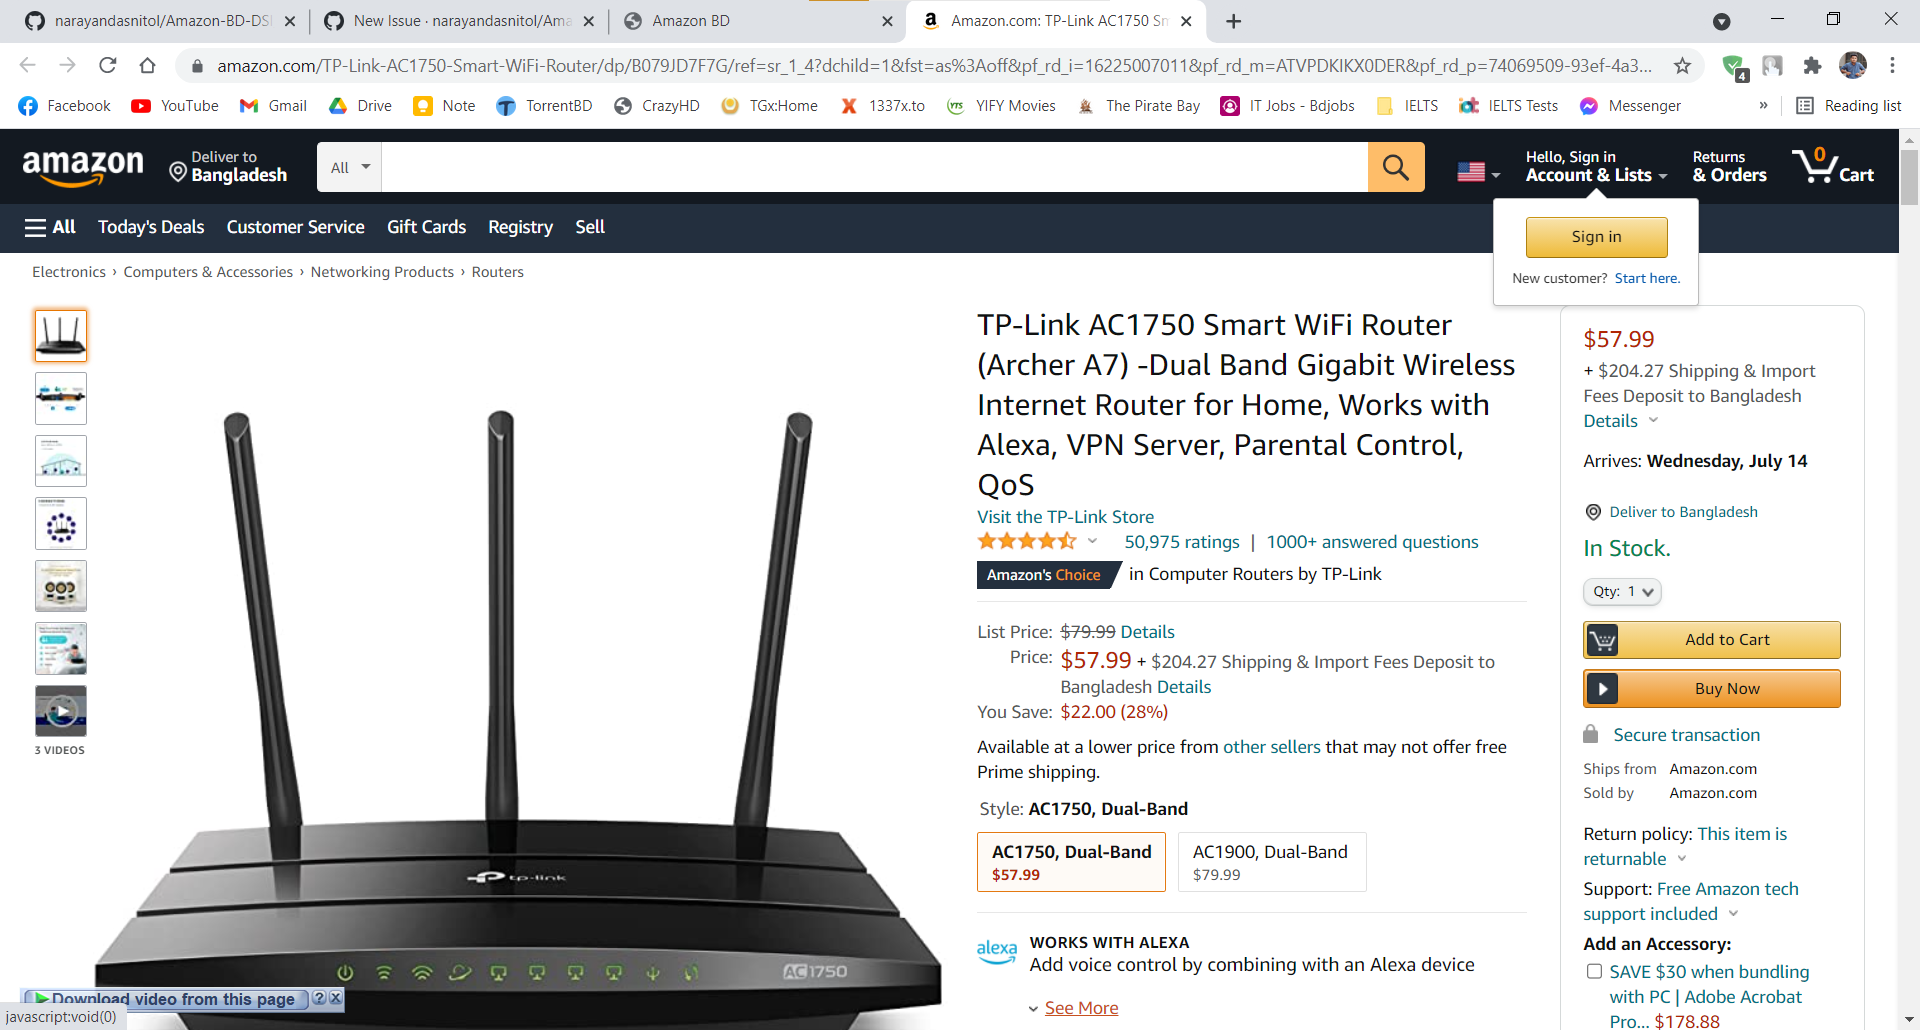 narayandasnitol/Amazon-BD-DSI
New Issue · narayandasnitol/Ama
Amazon BD
Amazon.com: TP-Link AC1750 Sm
amazon.com/TP-Link-AC1750-Smart-WiFi-Router/dp/B079JD7F7G/ref=sr_1_4?dchild=1&fst=as%3Aoff&pf_rd_i=16225007011&pf_rd_m=ATVPDKIKX0DER&pf_rd_p=74069509-93ef-4a3...
4
Facebook
YouTube
Gmail
Drive
Note
TorrentBD
CrazyHD
TGx:Home
1337x.to
YIFY Movies
The Pirate Bay
IT Jobs - Bdjobs
IELTS
IELTS Tests
Messenger
»
Reading list
amazon
Deliver to
Bangladesh
All
Hello, Sign in
Account & Lists
Returns
& Orders
0
Cart
All
Today's Deals
Customer Service
Gift Cards
Registry
Sell
Sign in
New customer? Start here.
Electronics › Computers & Accessories › Networking Products › Routers
3 VIDEOS
tp-link
AC1750
TP-Link AC1750 Smart WiFi Router
(Archer A7) -Dual Band Gigabit Wireless
Internet Router for Home, Works with
Alexa, VPN Server, Parental Control,
QoS
Visit the TP-Link Store
50,975 ratings | 1000+ answered questions
Amazon's Choice in Computer Routers by TP-Link
List Price: $79.99 Details
Price: $57.99 + $204.27 Shipping & Import Fees Deposit to
Bangladesh Details
You Save: $22.00 (28%)
Available at a lower price from other sellers that may not offer free
Prime shipping.
Style: AC1750, Dual-Band
AC1750, Dual-Band
$57.99
AC1900, Dual-Band
$79.99
alexa
WORKS WITH ALEXA
Add voice control by combining with an Alexa device
See More
$57.99
+ $204.27 Shipping & Import
Fees Deposit to Bangladesh
Details
Arrives: Wednesday, July 14
Deliver to Bangladesh
In Stock.
Qty: 1
Add to Cart
Buy Now
Secure transaction
Ships from Amazon.com
Sold by Amazon.com
Return policy: This item is
returnable
Support: Free Amazon tech
support included
Add an Accessory:
SAVE $30 when bundling
with PC | Adobe Acrobat
Pro... $178.88
Download video from this page
?
X
javascript:void(0)